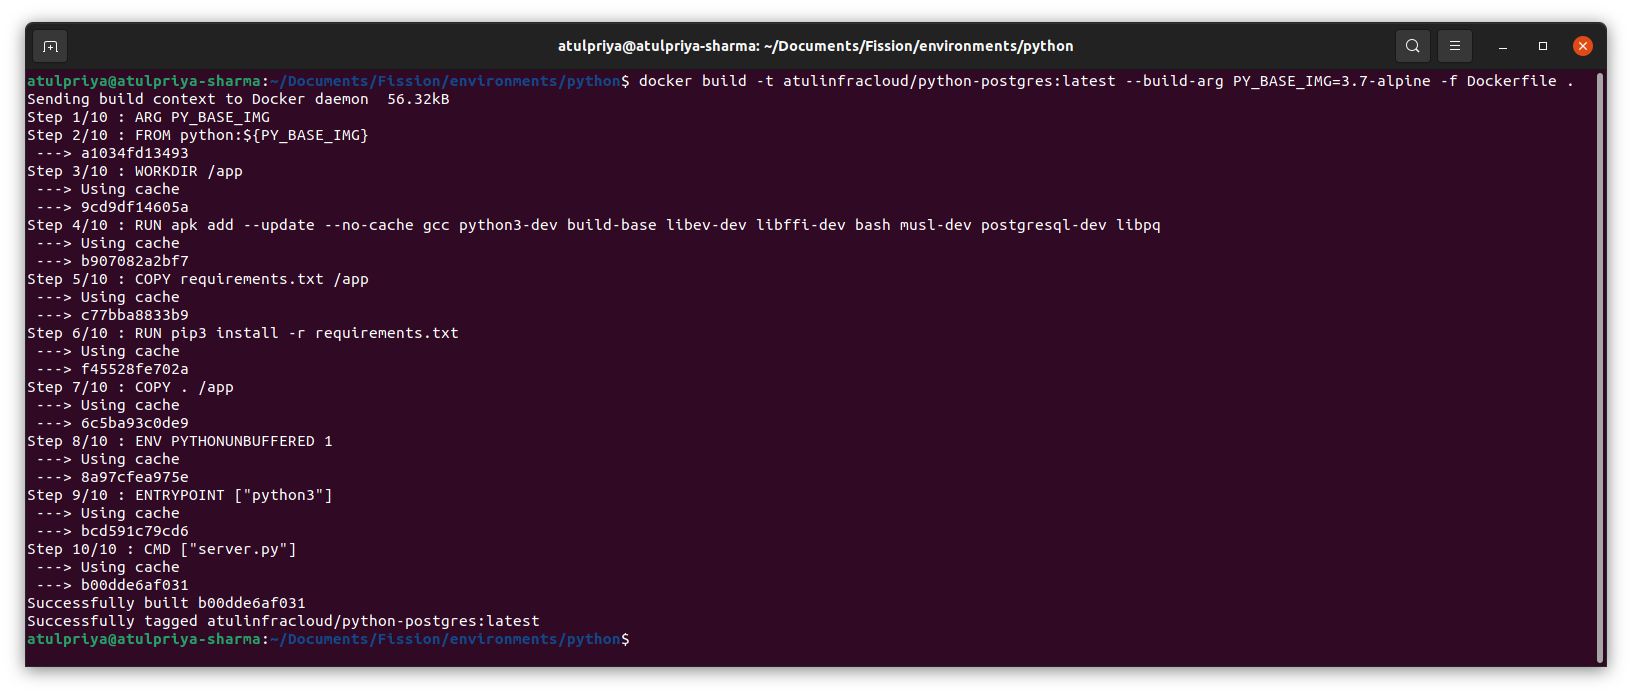 atulpriya@atulpriya-sharma: ~/Documents/Fission/environments/python
atulpriya@atulpriya-sharma:~/Documents/Fission/environments/python$ docker build -t atulinfracloud/python-postgres:latest --build-arg PY_BASE_IMG=3.7-alpine -f Dockerfile .
Sending build context to Docker daemon  56.32kB
Step 1/10 : ARG PY_BASE_IMG
Step 2/10 : FROM python:${PY_BASE_IMG}
 ---> a1034fd13493
Step 3/10 : WORKDIR /app
 ---> Using cache
 ---> 9cd9df14605a
Step 4/10 : RUN apk add --update --no-cache gcc python3-dev build-base libev-dev libffi-dev bash musl-dev postgresql-dev libpq
 ---> Using cache
 ---> b907082a2bf7
Step 5/10 : COPY requirements.txt /app
 ---> Using cache
 ---> c77bba8833b9
Step 6/10 : RUN pip3 install -r requirements.txt
 ---> Using cache
 ---> f45528fe702a
Step 7/10 : COPY . /app
 ---> Using cache
 ---> 6c5ba93c0de9
Step 8/10 : ENV PYTHONUNBUFFERED 1
 ---> Using cache
 ---> 8a97cfea975e
Step 9/10 : ENTRYPOINT ["python3"]
 ---> Using cache
 ---> bcd591c79cd6
Step 10/10 : CMD ["server.py"]
 ---> Using cache
 ---> b00dde6af031
Successfully built b00dde6af031
Successfully tagged atulinfracloud/python-postgres:latest
atulpriya@atulpriya-sharma:~/Documents/Fission/environments/python$